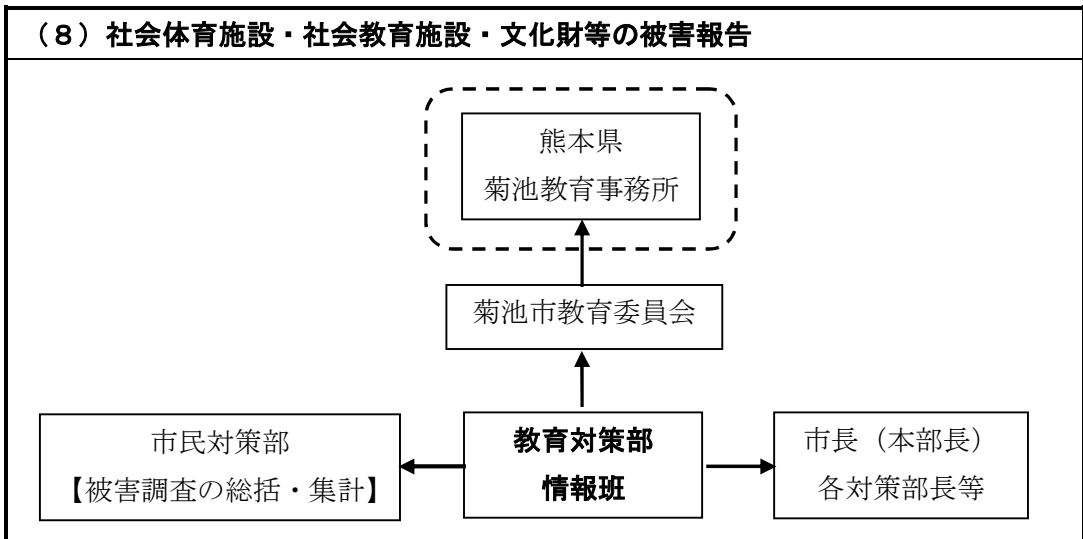 （８）社会体育施設・社会教育施設・文化財等の被害報告
熊本県
菊池教育事務所
菊池市教育委員会
市民対策部
【被害調査の総括・集計】
教育対策部
情報班
市長（本部長）
各対策部長等